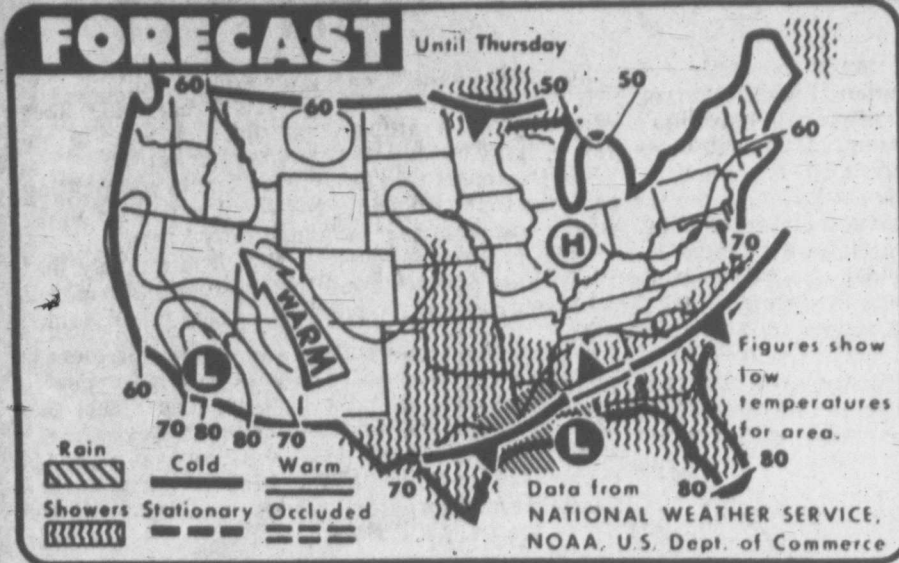 FORECAST
Until Thursday
60
60
50
50
60
70
H
WARM
L
60
70
80
80
70
70
L
80
80
Figures show
low
temperatures
for area.
Rain
Cold
Warm
Showers
Stationary
Occluded
Data from
NATIONAL WEATHER SERVICE,
NOAA, U.S. Dept. of Commerce